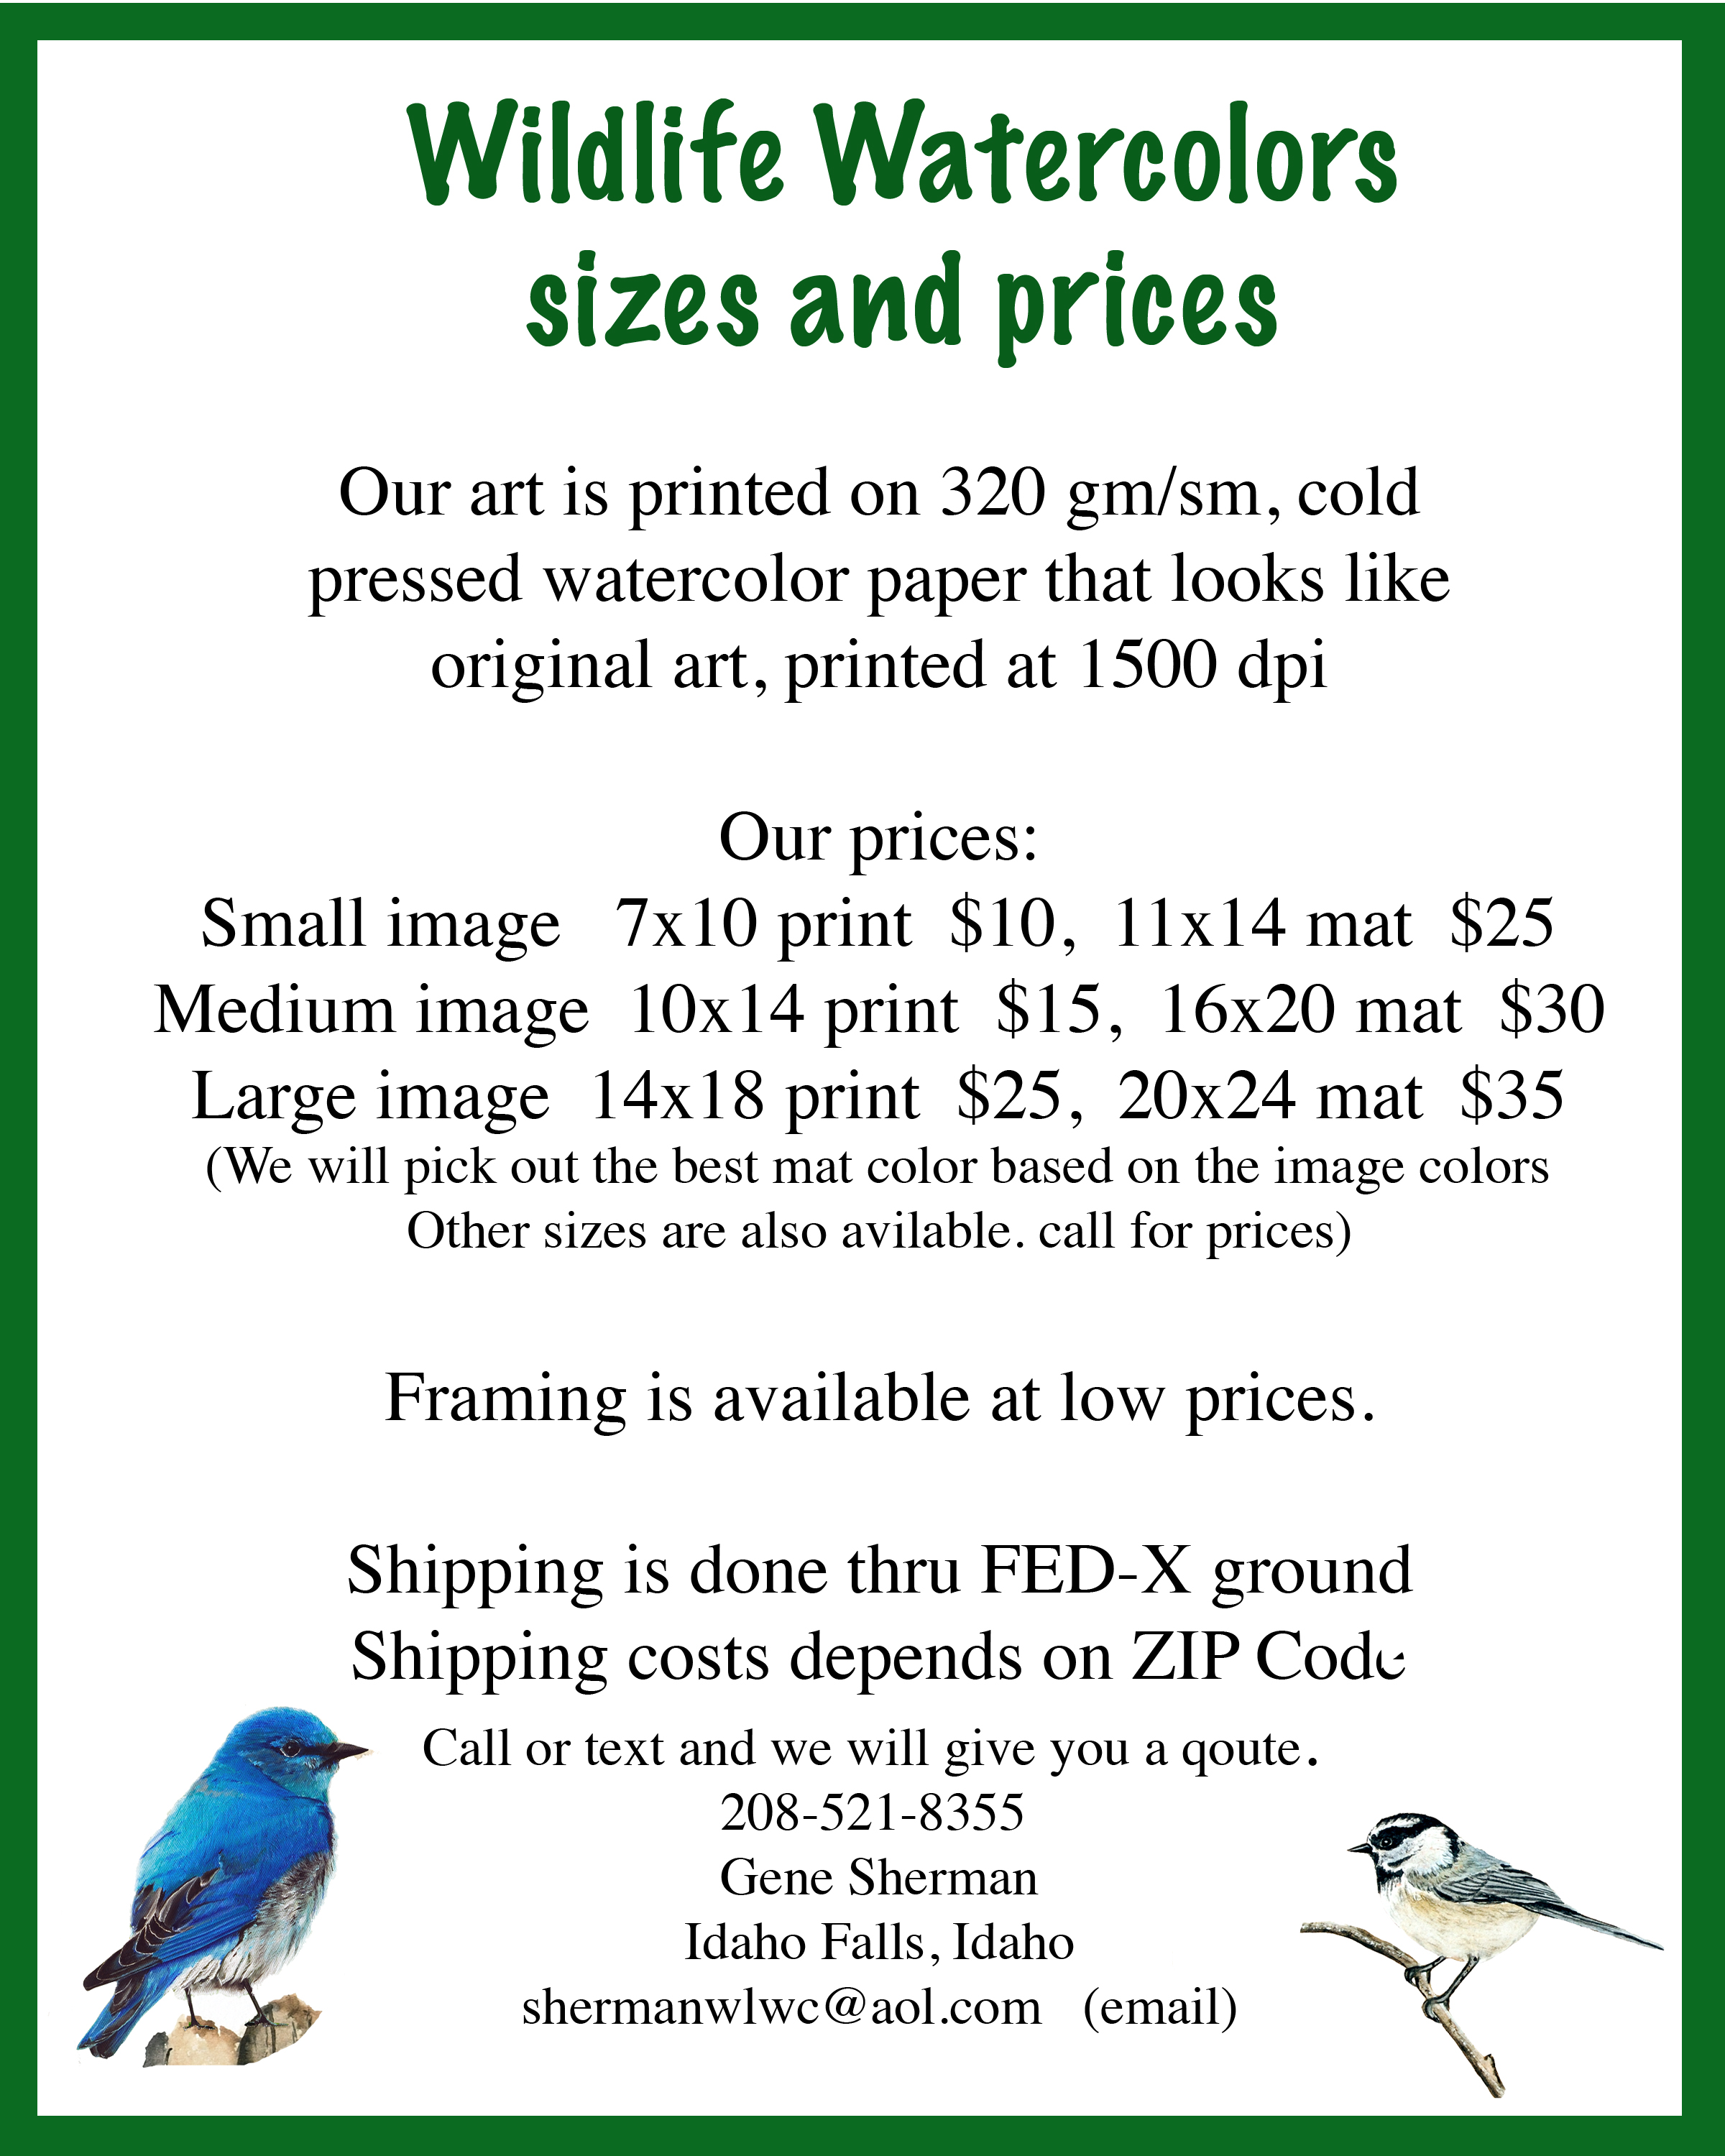 Wildlife Watercolors
sizes and prices
Our art is printed on 320 gm/sm, cold
pressed watercolor paper that looks like
original art, printed at 1500 dpi
Our prices:
Small image 7x10 print $10, 11x14 mat $25
Medium image 10x14 print $15, 16x20 mat $30
Large image 14x18 print $25, 20x24 mat $35
(We will pick out the best mat color based on the image colors
Other sizes are also avilable. call for prices)
Framing is available at low prices.
Shipping is done thru FED-X ground
Shipping costs depends on ZIP Code
Call or text and we will give you a qoute.
208-521-8355
Gene Sherman
Idaho Falls, Idaho
shermanwlwc@aol.com (email)